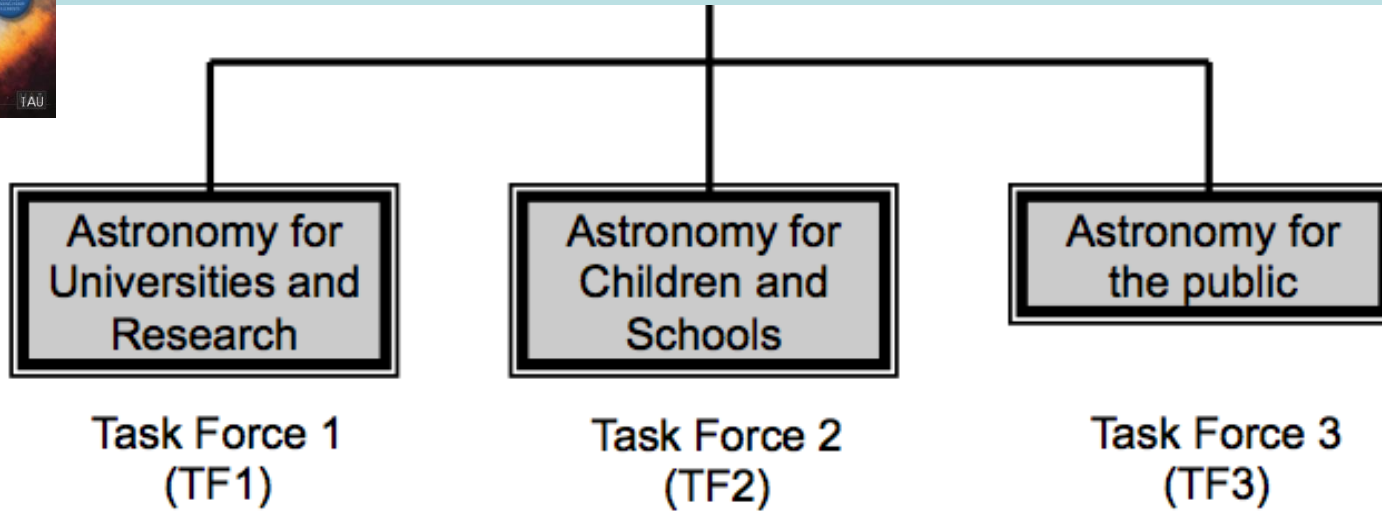 TAU
Astronomy for
Universities and
Research
Astronomy for
Children and
Schools
Astronomy for
the public
Task Force 1
(TF1)
Task Force 2
(TF2)
Task Force 3
(TF3)